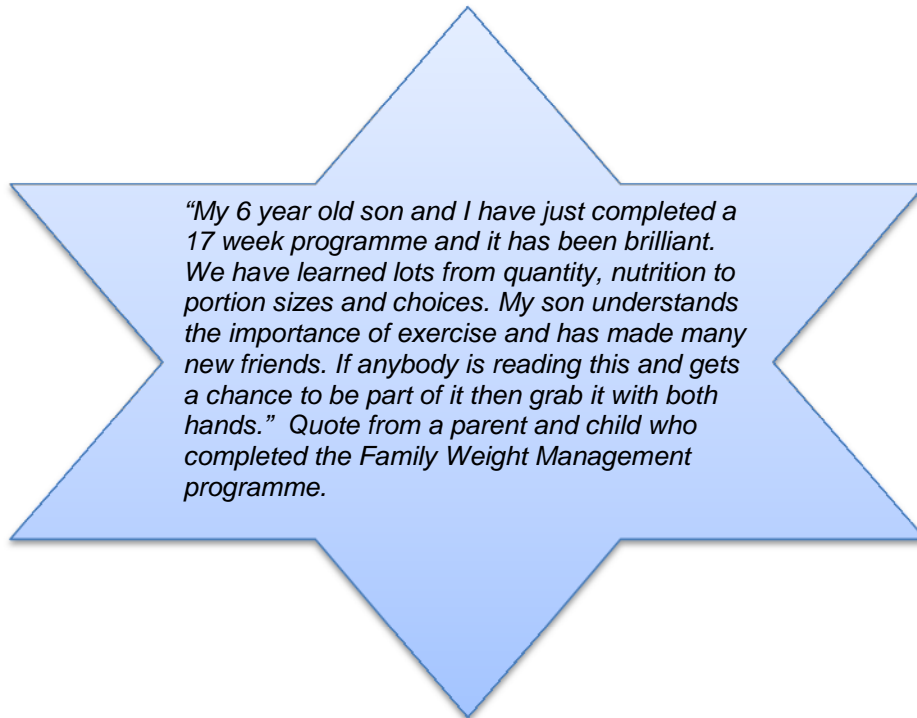 “My 6 year old son and I have just completed a
17 week programme and it has been brilliant.
We have learned lots from quantity, nutrition to
portion sizes and choices. My son understands
the importance of exercise and has made many
new friends. If anybody is reading this and gets
a chance to be part of it then grab it with both
hands.”  Quote from a parent and child who
completed the Family Weight Management
programme.